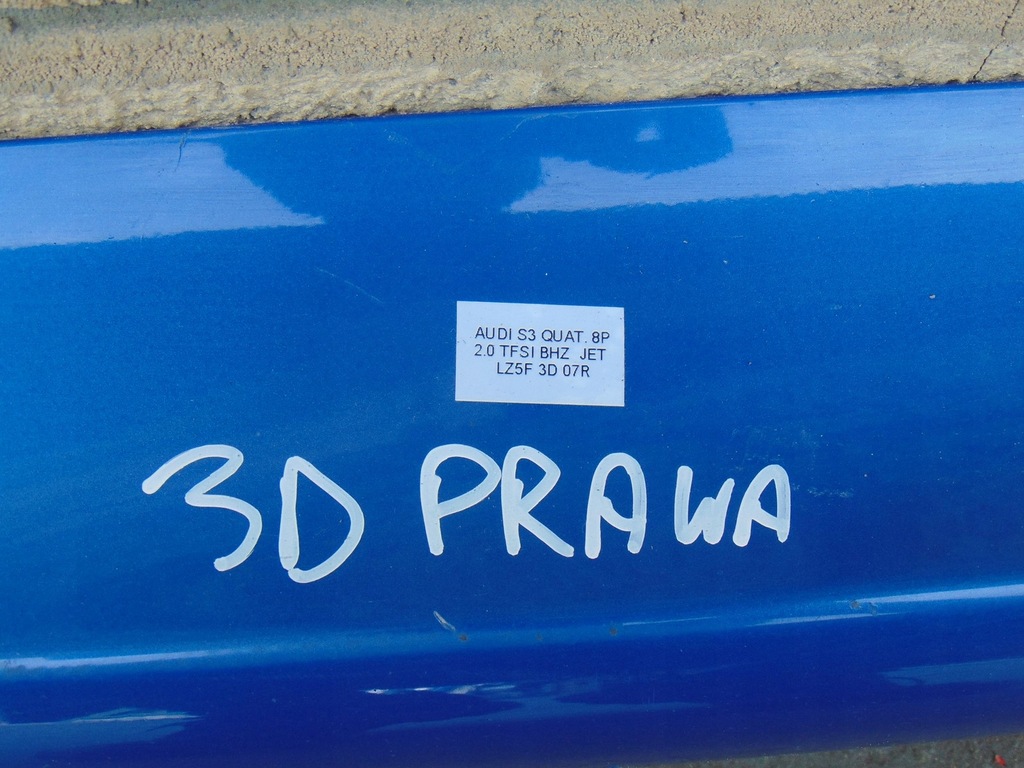 AUDI S3 QUAT. 8P
2.0 TFSI BHZ JET
LZ5F 3D 07R
3D PRAWA